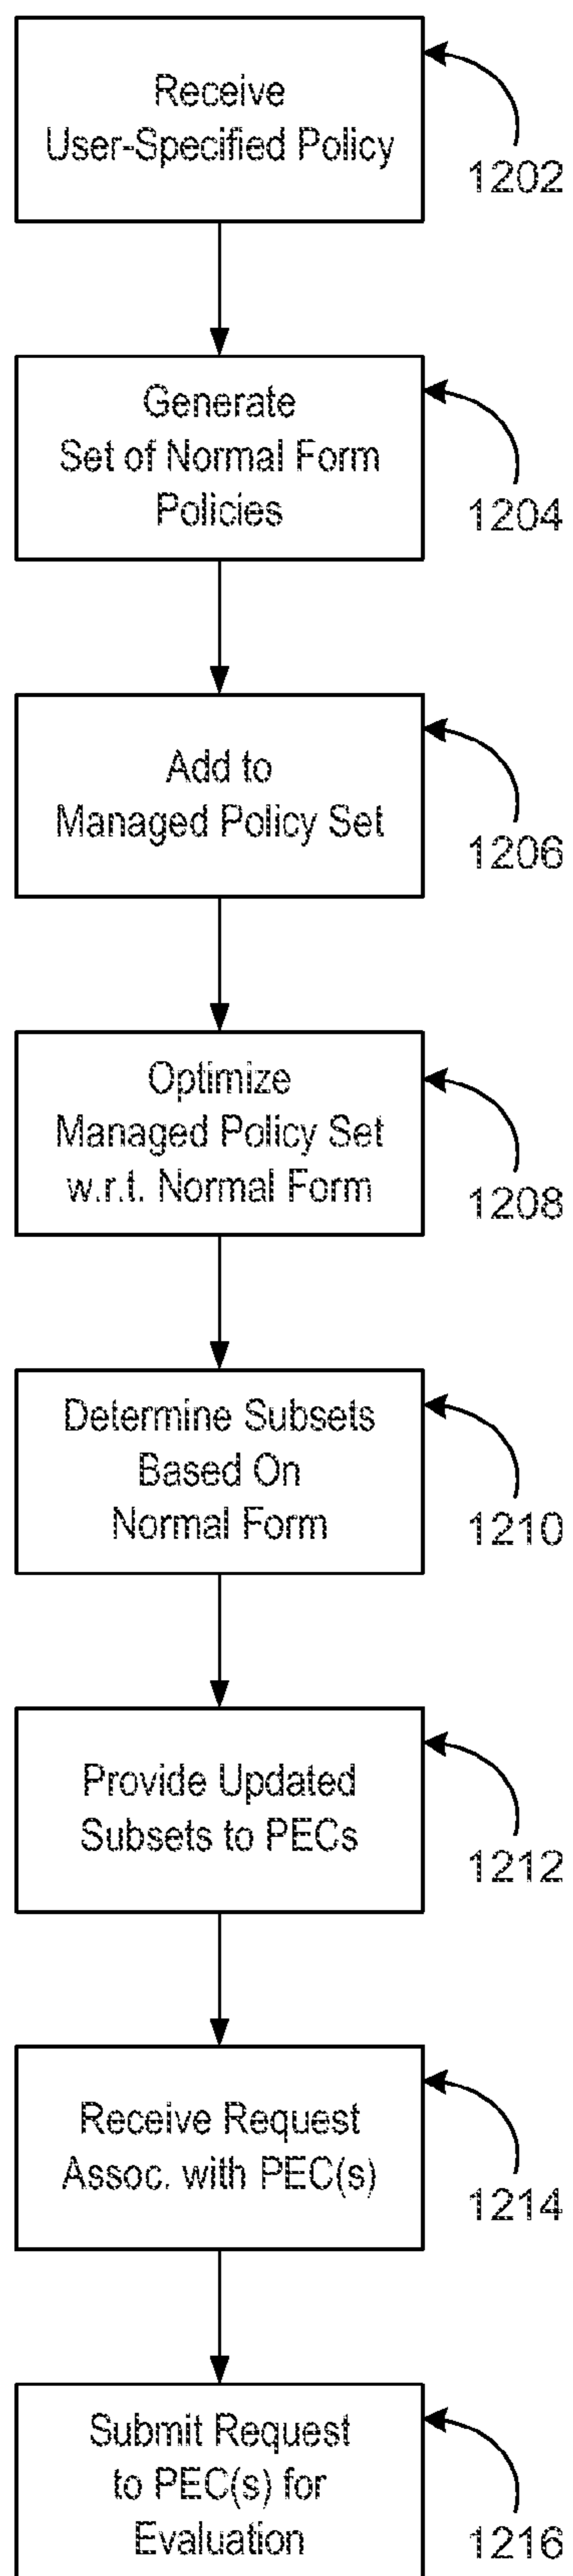 Receive
User-Specified Policy
1202
Generate
Set of Normal Form
Policies
1204
Add to
Managed Policy Set
1206
Optimize
Managed Policy Set
w.r.t. Normal Form
1208
Determine Subsets
Based On
Normal Form
1210
Provide Updated
Subsets to PECs
1212
Receive Request
Assoc. with PEC(s)
1214
Submit Request
to PEC(s) for
Evaluation
1216